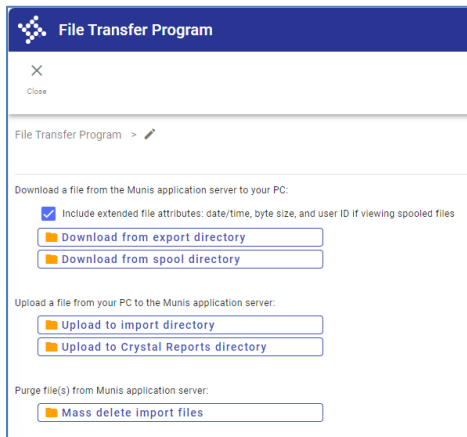 File Transfer Program
Close
File Transfer Program >
Download a file from the Munis application server to your PC:
Include extended file attributes: date/time, byte size, and user ID if viewing spooled files
Download from export directory
Download from spool directory
Upload a file from your PC to the Munis application server:
Upload to import directory
Upload to Crystal Reports directory
Purge file(s) from Munis application server:
Mass delete import files